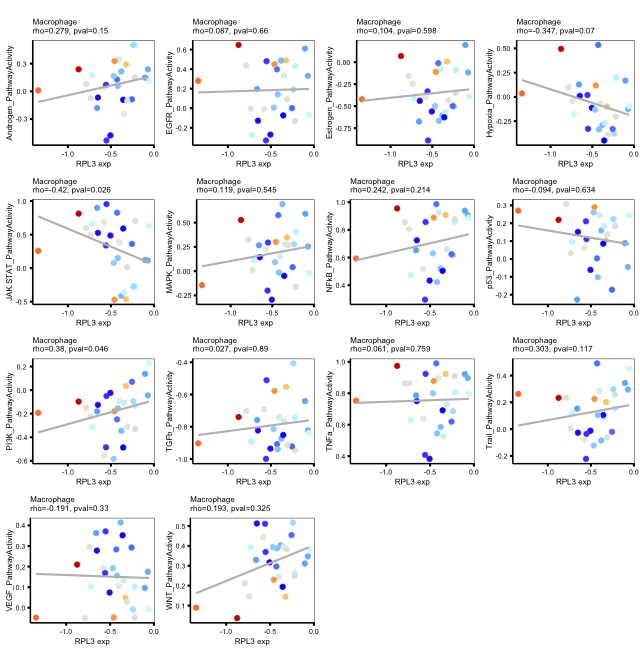 Macrophage
rho=0.279, pval=0.15
Androgen_PathwayActivity
0.3
0.0
-0.3
-1.0
-0.5
0.0
RPL3 exp
Macrophage
rho=0.087, pval=0.66
EGFR_PathwayActivity
0.6
0.4
0.2
0.0
-0.2
-1.0
-0.5
0.0
RPL3 exp
Macrophage
rho=0.104, pval=0.598
Estrogen_PathwayActivity
0.00
-0.25
-0.50
-0.75
-1.0
-0.5
0.0
RPL3 exp
Macrophage
rho=-0.347, pval=0.07
Hypoxia_PathwayActivity
0.50
0.25
0.00
-0.25
-1.0
-0.5
0.0
RPL3 exp
Macrophage
rho=-0.42, pval=0.026
JAK.STAT_PathwayActivity
1.0
0.5
0.0
-0.5
-1.0
-0.5
0.0
RPL3 exp
Macrophage
rho=0.119, pval=0.545
MAPK_PathwayActivity
0.50
0.25
0.00
-0.25
-1.0
-0.5
0.0
RPL3 exp
Macrophage
rho=0.242, pval=0.214
NFkB_PathwayActivity
1.0
0.8
0.6
0.4
-1.0
-0.5
0.0
RPL3 exp
Macrophage
rho=-0.094, pval=0.634
p53_PathwayActivity
0.3
0.2
0.1
0.0
-0.1
-0.2
-1.0
-0.5
0.0
RPL3 exp
Macrophage
rho=0.38, pval=0.046
PI3K_PathwayActivity
0.2
0.0
-0.2
-0.4
-0.6
-1.0
-0.5
0.0
RPL3 exp
Macrophage
rho=0.027, pval=0.89
TGFb_PathwayActivity
-0.4
-0.6
-0.8
-1.0
-1.0
-0.5
0.0
RPL3 exp
Macrophage
rho=0.061, pval=0.759
TNFa_PathwayActivity
1.0
0.8
0.6
0.4
-1.0
-0.5
0.0
RPL3 exp
Macrophage
rho=0.303, pval=0.117
Trail_PathwayActivity
0.4
0.2
0.0
-0.2
-1.0
-0.5
0.0
RPL3 exp
Macrophage
rho=-0.191, pval=0.33
VEGF_PathwayActivity
0.4
0.3
0.2
0.1
0.0
-1.0
-0.5
0.0
RPL3 exp
Macrophage
rho=0.193, pval=0.325
WNT_PathwayActivity
0.5
0.4
0.3
0.2
0.1
-1.0
-0.5
0.0
RPL3 exp